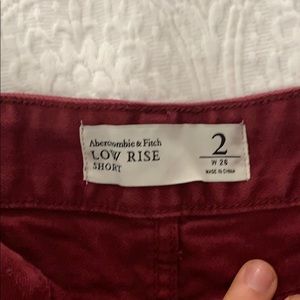 Abercrombie & Fitch
LOW RISE
SHORT
2
W 26
MADE IN CHINA